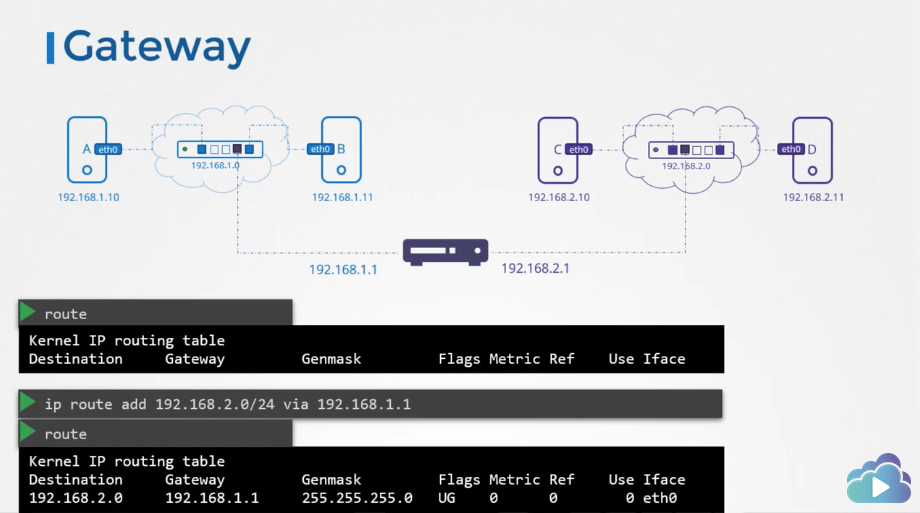 Gateway
A eth0
192.168.1.0
eth0 B
C eth0
192.168.2.0
eth0 D
192.168.1.10
192.168.1.11
192.168.2.10
192.168.2.11
192.168.1.1
192.168.2.1
route
Kernel IP routing table
Destination Gateway Genmask Flags Metric Ref Use Iface
ip route add 192.168.2.0/24 via 192.168.1.1
route
Kernel IP routing table
Destination Gateway Genmask Flags Metric Ref Use Iface
192.168.2.0 192.168.1.1 255.255.255.0 UG 0 0 0 eth0